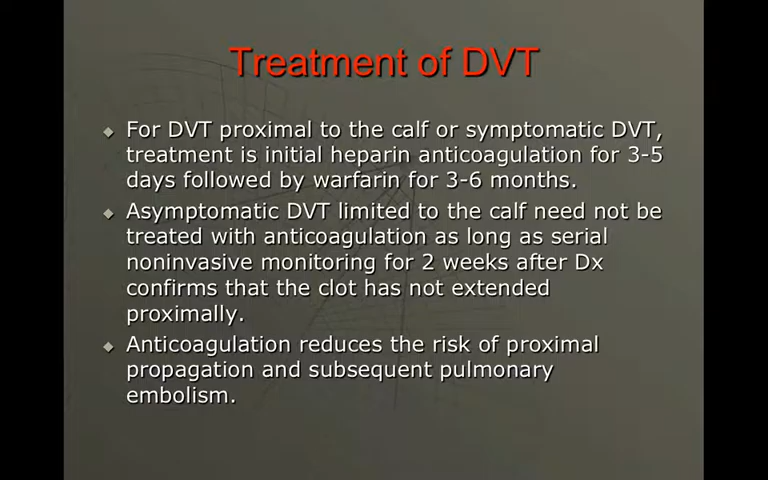 Treatment of DVT
For DVT proximal to the calf or symptomatic DVT,
treatment is initial heparin anticoagulation for 3-5
days followed by warfarin for 3-6 months.
Asymptomatic DVT limited to the calf need not be
treated with anticoagulation as long as serial
noninvasive monitoring for 2 weeks after Dx
confirms that the clot has not extended
proximally.
Anticoagulation reduces the risk of proximal
propagation and subsequent pulmonary
embolism.